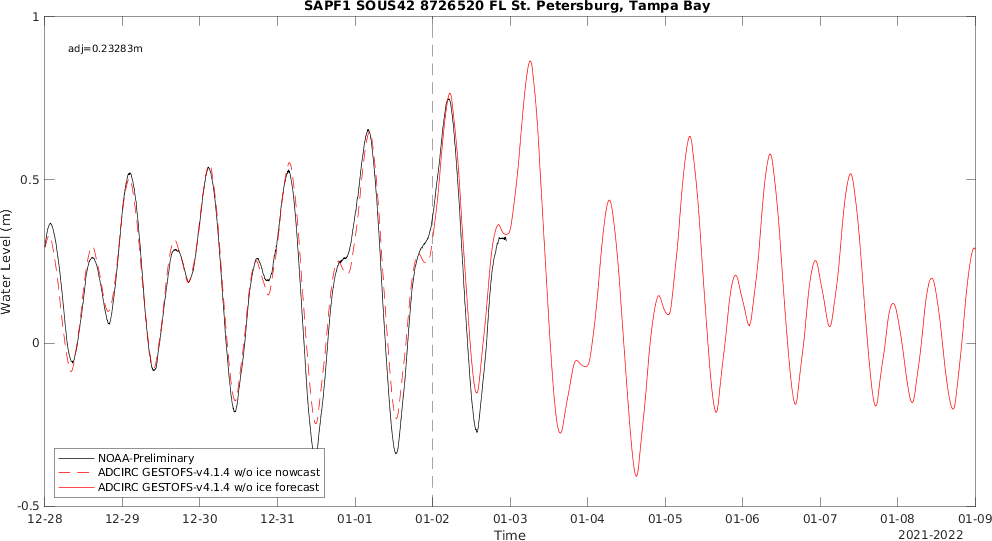 SAPF1 SOUS42 8726520 FL St. Petersburg, Tampa Bay
adj=0.23283m
1
0.5
0
-0.5
Water Level (m)
NOAA-Preliminary
ADCIRC GESTOFS-v4.1.4 w/o ice nowcast
ADCIRC GESTOFS-v4.1.4 w/o ice forecast
12-28 12-29 12-30 12-31 01-01 01-02 01-03 01-04 01-05 01-06 01-07 01-08 01-09
Time
2021-2022